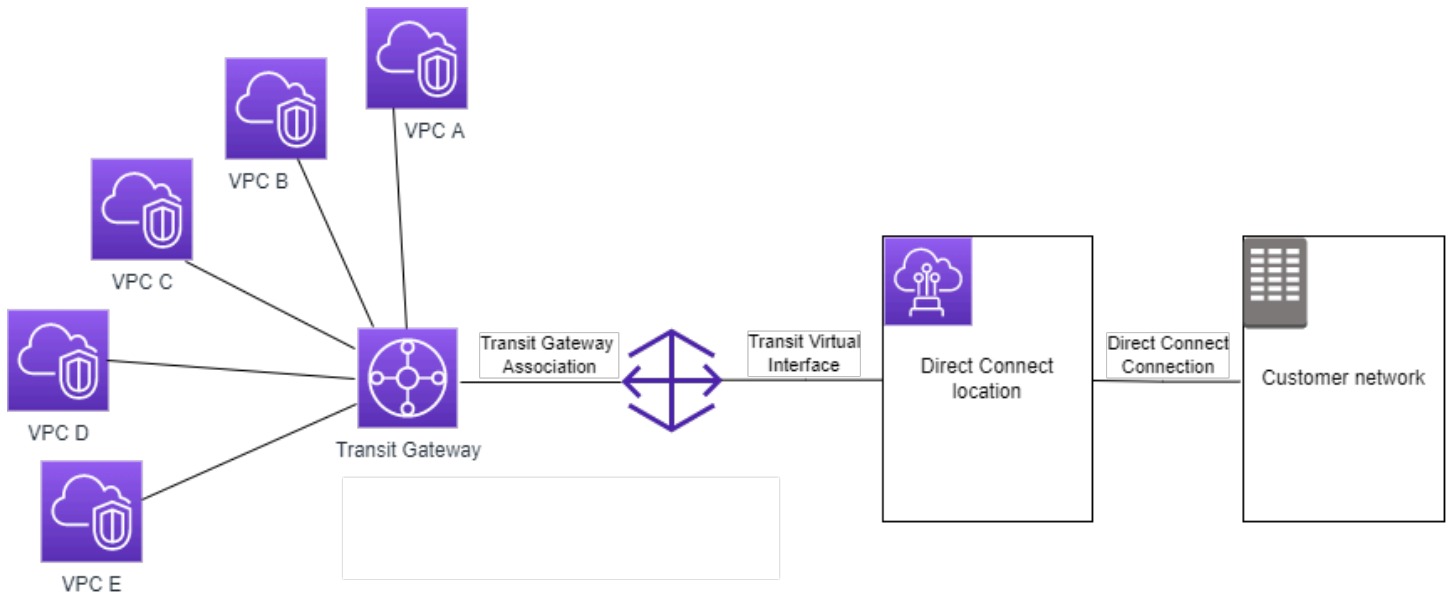 VPC A
VPC B
VPC C
VPC D
VPC E
Transit Gateway
Transit Gateway
Association
Transit Virtual
Interface
Direct Connect
location
Direct Connect
Connection
Customer network